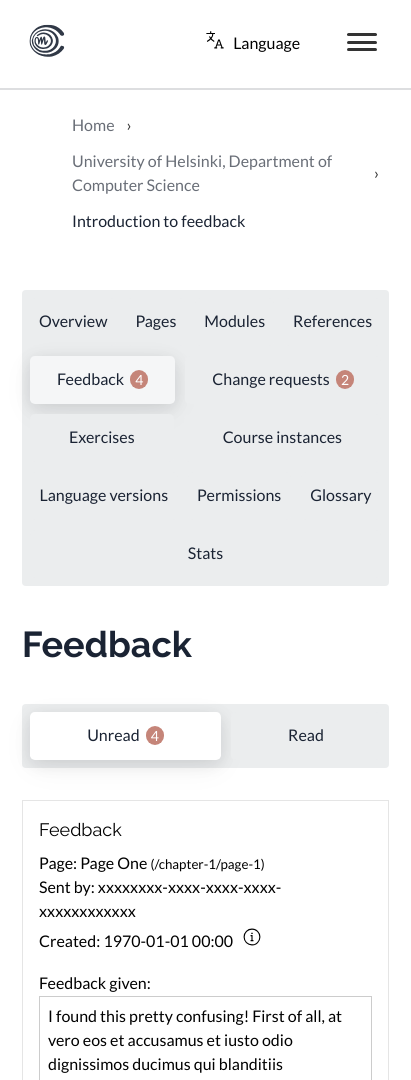 Language
Home ›
University of Helsinki, Department of
Computer Science ›
Introduction to feedback
Overview Pages Modules References
Feedback 4 Change requests 2
Exercises Course instances
Language versions Permissions Glossary
Stats
Feedback
Unread 4 Read
Feedback
Page: Page One (/chapter-1/page-1)
Sent by: xxxxxxxx-xxxx-xxxx-xxxx-
xxxxxxxxxxxx
Created: 1970-01-01 00:00
Feedback given:
I found this pretty confusing! First of all, at
vero eos et accusamus et iusto odio
dignissimos ducimus qui blanditiis